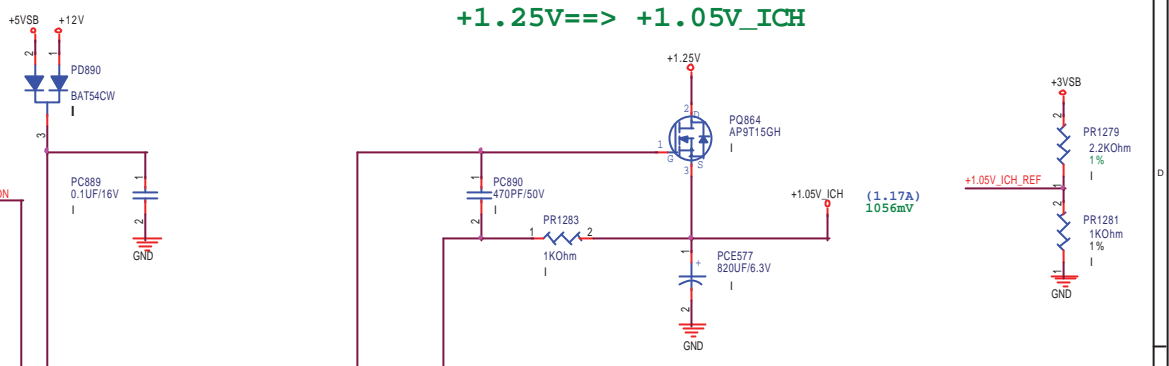 +1.25V==> +1.05V_ICH
+5VSB
+12V
2
1
PD890
BAT54CW
I
3
ON
1
PC889
0.1UF/16V
I
2
GND
1
PC890
470PF/50V
I
2
1
PR1283
2
1KOhm
I
+1.25V
2
D
PQ864
AP9T15GH
I
1
G
S
3
+1.05V_ICH
(1.17A)
1056mV
1
+
PCE577
820UF/6.3V
I
2
GND
+3VSB
2
PR1279
2.2KOhm
1%
I
1
+1.05V_ICH_REF
2
PR1281
1KOhm
1%
I
1
GND
D